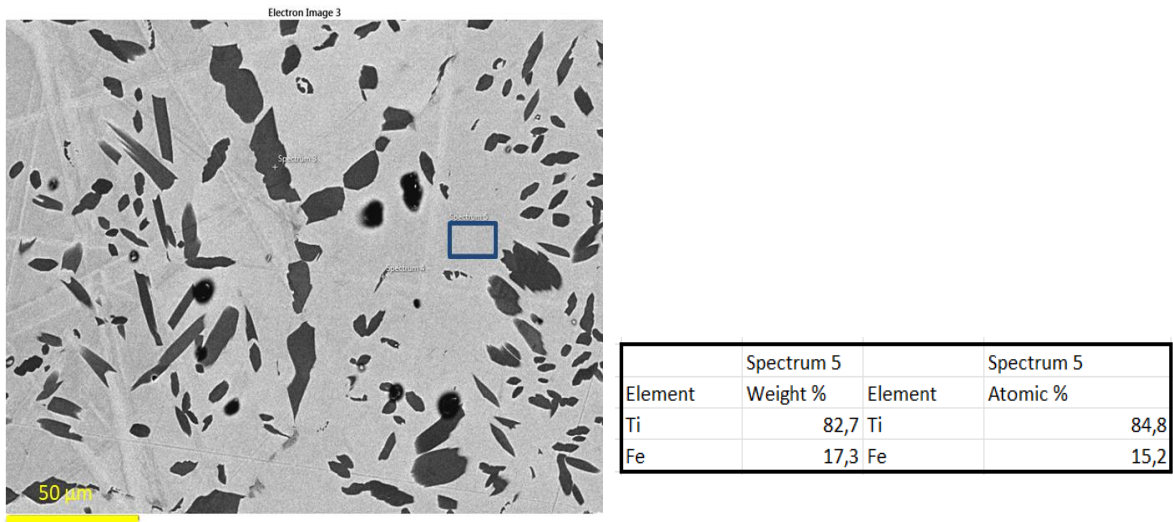 Electron Image 3
Spectrum 3
Spectrum 5
Spectrum 4
50 µm
Spectrum 5 Spectrum 5
Element Weight % Element Atomic %
Ti 82,7 Ti 84,8
Fe 17,3 Fe 15,2